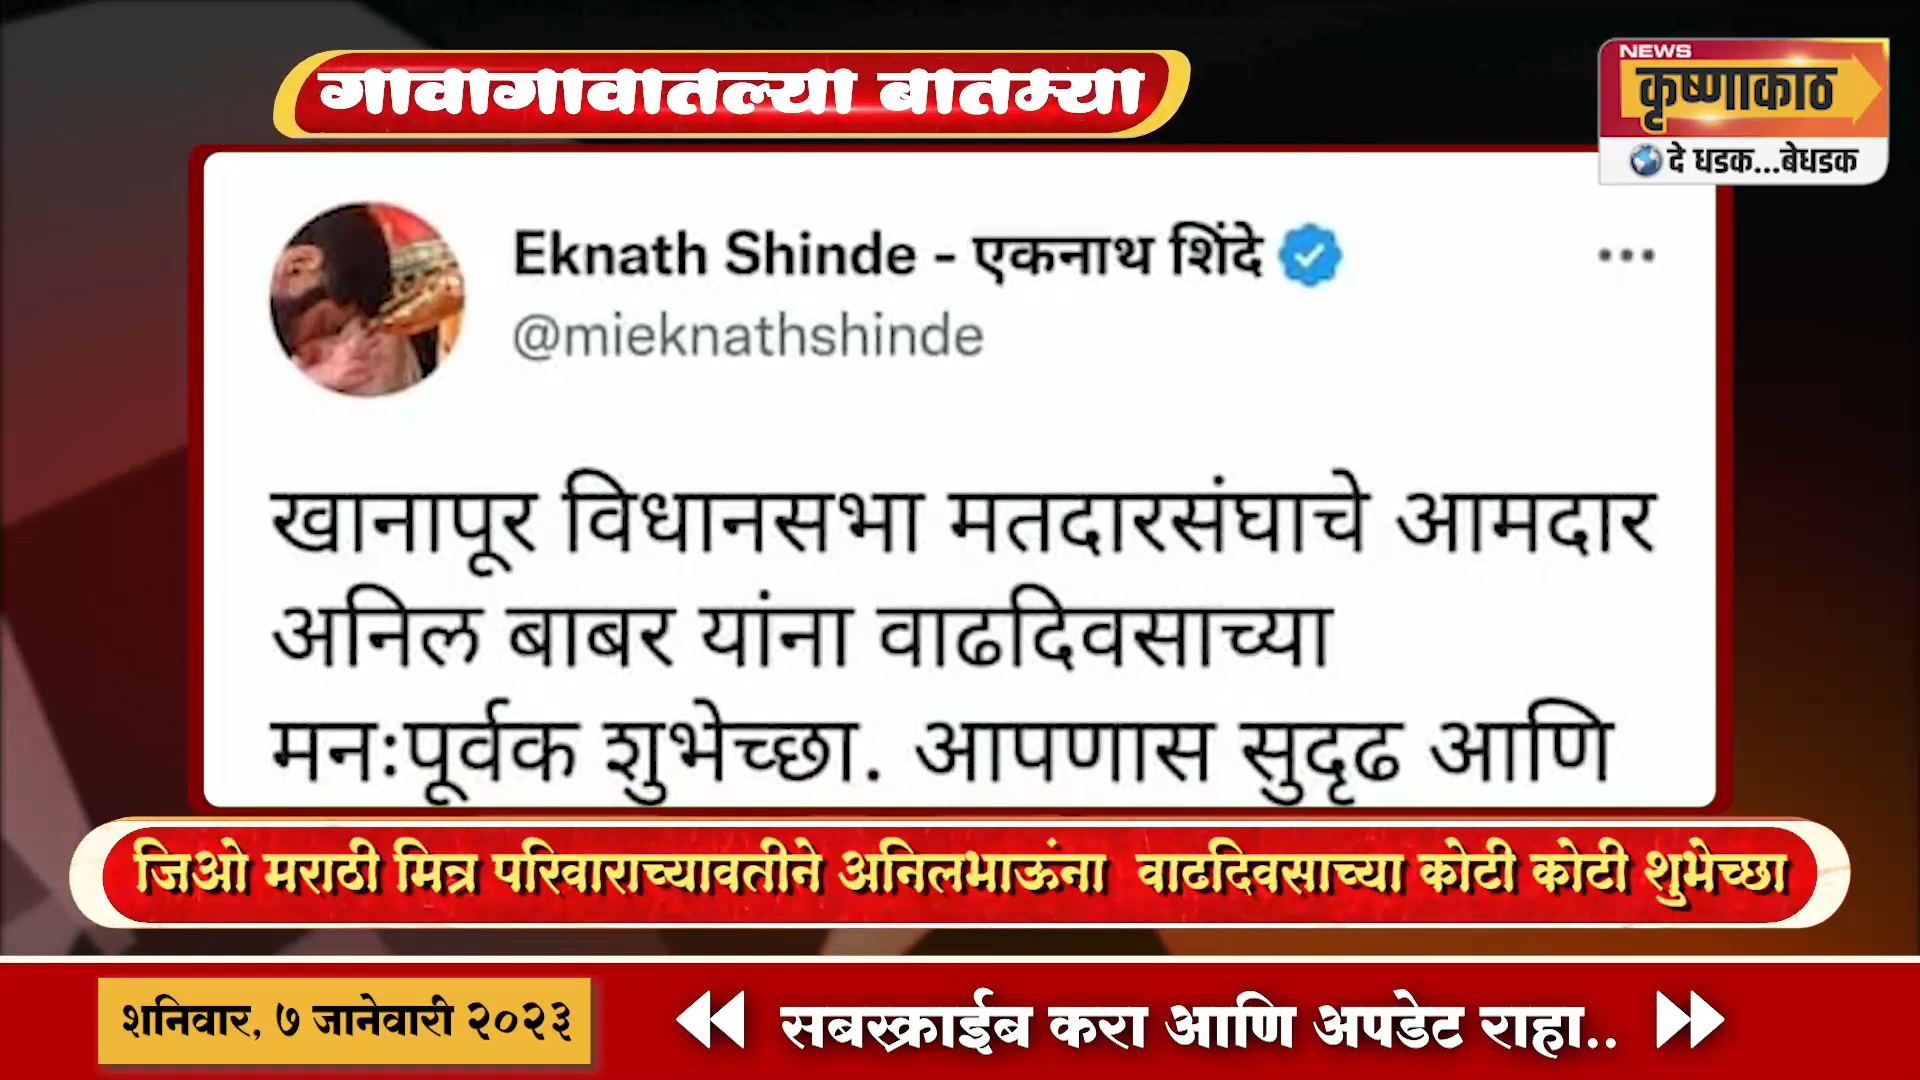 गावागावातल्या बातम्या
NEWS
कृष्णाकाठ
दे धडक...बेधडक
Eknath Shinde - एकनाथ शिंदे
@mieknathshinde
खानापूर विधानसभा मतदारसंघाचे आमदार
अनिल बाबर यांना वाढदिवसाच्या
मनःपूर्वक शुभेच्छा. आपणास सुदृढ आणि
जिओ मराठी मित्र परिवाराच्यावतीने अनिलभाऊंना वाढदिवसाच्या कोटी कोटी शुभेच्छा
शनिवार, ७ जानेवारी २०२३
सबस्क्राईब करा आणि अपडेट राहा..